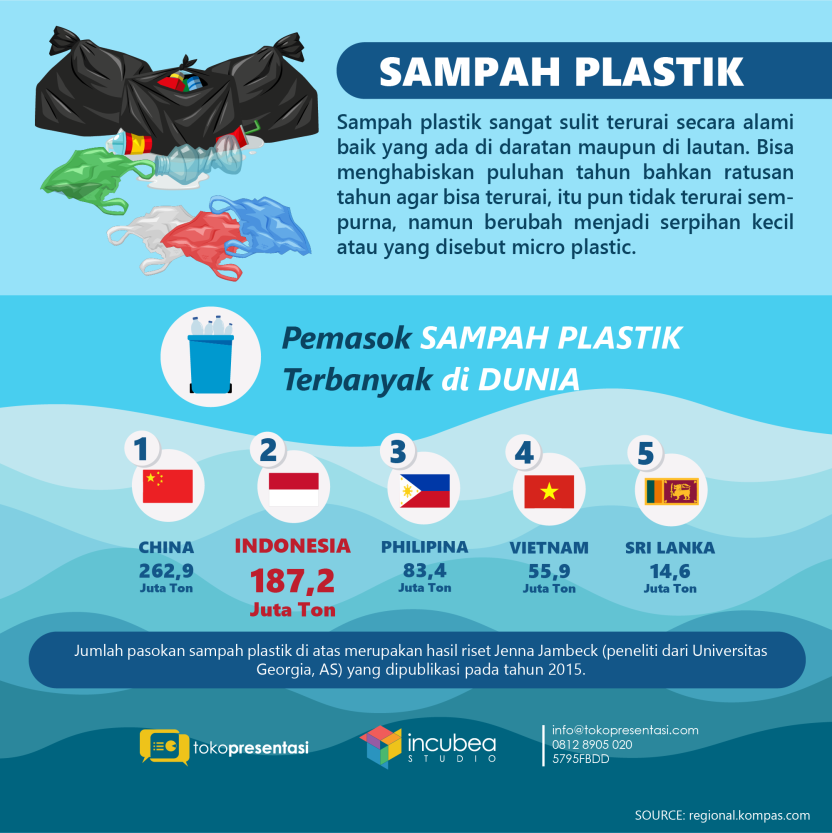 SAMPAH PLASTIK
Sampah plastik sangat sulit terurai secara alami
baik yang ada di daratan maupun di lautan. Bisa
menghabiskan puluhan tahun bahkan ratusan
tahun agar bisa terurai, itu pun tidak terurai sem-
purna, namun berubah menjadi serpihan kecil
atau yang disebut micro plastic.
Pemasok SAMPAH PLASTIK
Terbanyak di DUNIA
1
2
3
4
5
CHINA
262,9
Juta Ton
INDONESIA
187,2
Juta Ton
PHILIPINA
83,4
Juta Ton
VIETNAM
55,9
Juta Ton
SRI LANKA
14,6
Juta Ton
Jumlah pasokan sampah plastik di atas merupakan hasil riset Jenna Jambeck (peneliti dari Universitas
Georgia, AS) yang dipublikasi pada tahun 2015.
tokopresentasi
incubea
STUDIO
info@tokopresentasi.com
0812 8905 020
5795FBDD
SOURCE: regional.kompas.com